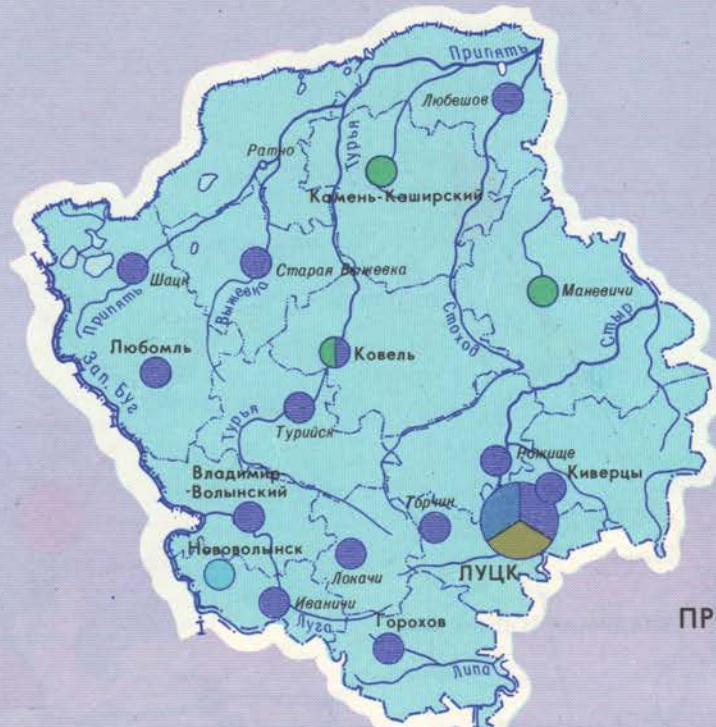 Припять
Любешов
Турья
Ратно
Камень-Каширский
Шацк
Старая Выжевка
Маневичи
Припять
Выжевка
Стоход
Стыр
Любомль
Ковель
Зап. Буг
Турийск
Турья
Рожище
Владимир-
Волынский
Киверцы
Торчин
Нововолынск
Локачи
ЛУЦК
Иваничи
Луга
Горохов
ПР
Липа